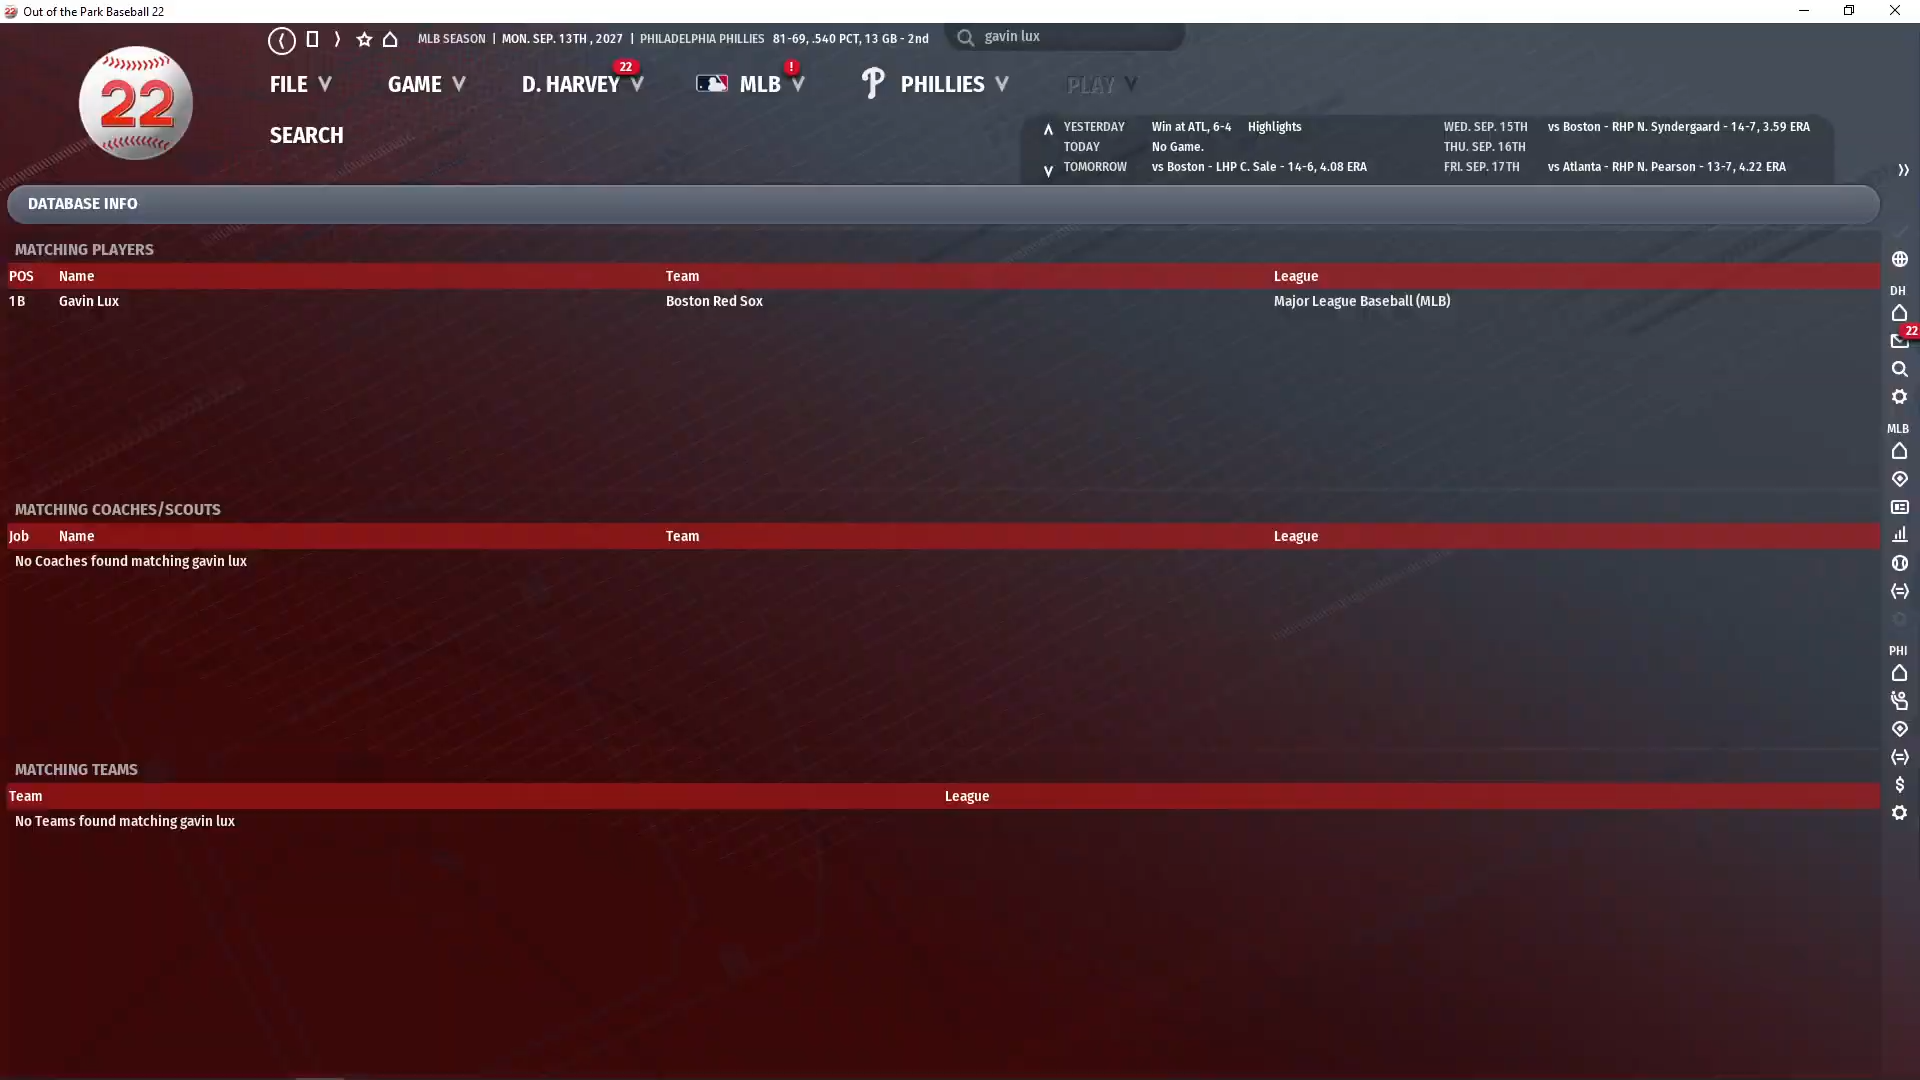 Out of the Park Baseball 22
MLB SEASON | MON. SEP. 13TH , 2027 | PHILADELPHIA PHILLIES 81-69, .540 PCT, 13 GB - 2nd
gavin lux
22
FILE GAME D. HARVEY 22 MLB ! PHILLIES PLAY
SEARCH
YESTERDAY Win at ATL, 6-4 Highlights WED. SEP. 15TH vs Boston - RHP N. Syndergaard - 14-7, 3.59 ERA
TODAY No Game. THU. SEP. 16TH
TOMORROW vs Boston - LHP C. Sale - 14-6, 4.08 ERA FRI. SEP. 17TH vs Atlanta - RHP N. Pearson - 13-7, 4.22 ERA
DATABASE INFO
MATCHING PLAYERS
POS Name Team League
1B Gavin Lux Boston Red Sox Major League Baseball (MLB)
MATCHING COACHES/SCOUTS
Job Name Team League
No Coaches found matching gavin lux
MATCHING TEAMS
Team League
No Teams found matching gavin lux
DH
22
MLB
PHI